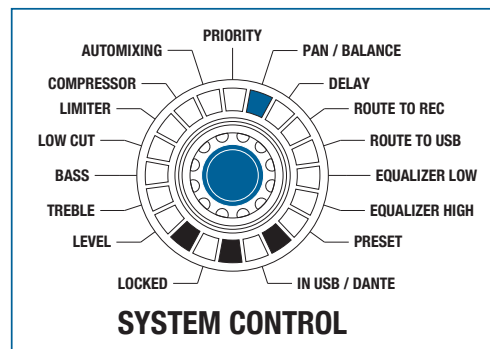 PRIORITY
AUTOMIXING
PAN / BALANCE
COMPRESSOR
DELAY
LIMITER
ROUTE TO REC
LOW CUT
ROUTE TO USB
BASS
EQUALIZER LOW
TREBLE
EQUALIZER HIGH
LEVEL
PRESET
LOCKED
IN USB / DANTE
SYSTEM CONTROL